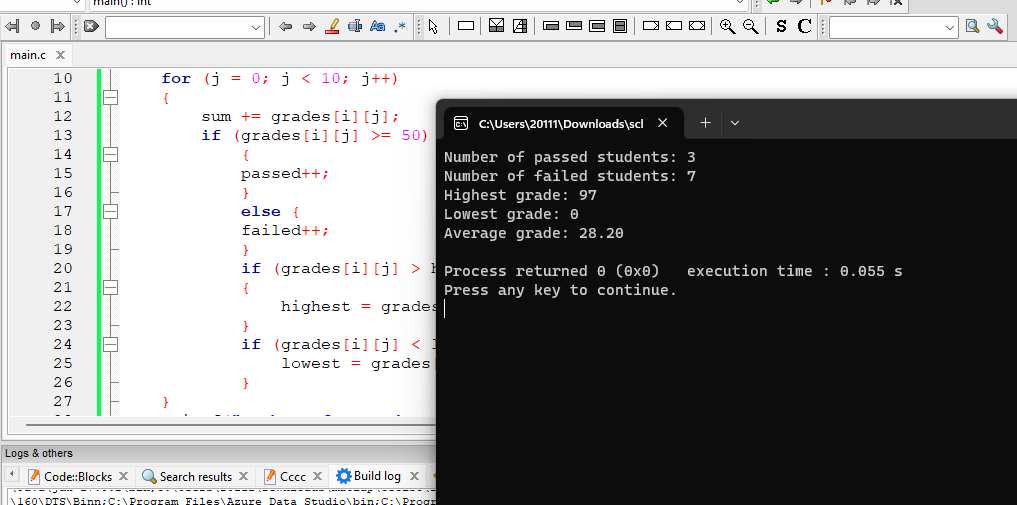 main() : int
S C
main.c X
10 for (j = 0; j < 10; j++)
11 {
12 sum += grades[i][j];
13 if (grades[i][j] >= 50)
14 {
15 passed++;
16 }
17 else {
18 failed++;
19 }
20 if (grades[i][j] >
21 {
22 highest = grades
23 }
24 if (grades[i][j] <
25 lowest = grades
26 }
27 }
C:\Users\20111\Downloads\scl
Number of passed students: 3
Number of failed students: 7
Highest grade: 97
Lowest grade: 0
Average grade: 28.20
Process returned 0 (0x0) execution time : 0.055 s
Press any key to continue.
Logs & others
Code::Blocks X Search results X Cccc X Build log X
\160\DTS\Binn;C:\Program Files\Azure Data Studio\bin;C:\Progr